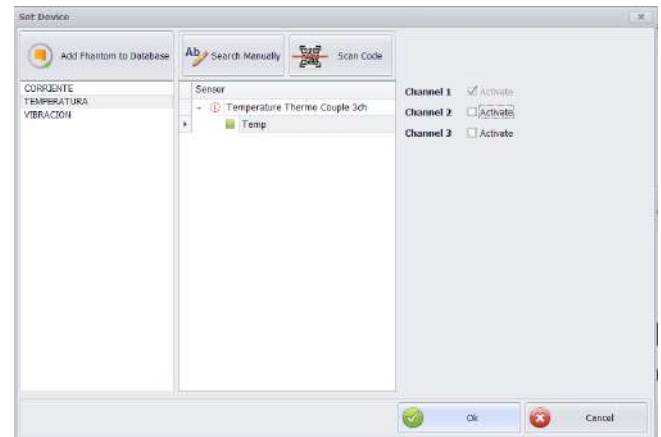 Set Device
Add Phantom to Database
Search Manually
Scan Code
CORRIENTE
TEMPERATURA
VIBRACION
Sensor
Temperature Thermo Couple 3ch
Temp
Channel 1 Activate
Channel 2 Activate
Channel 3 Activate
Ok
Cancel